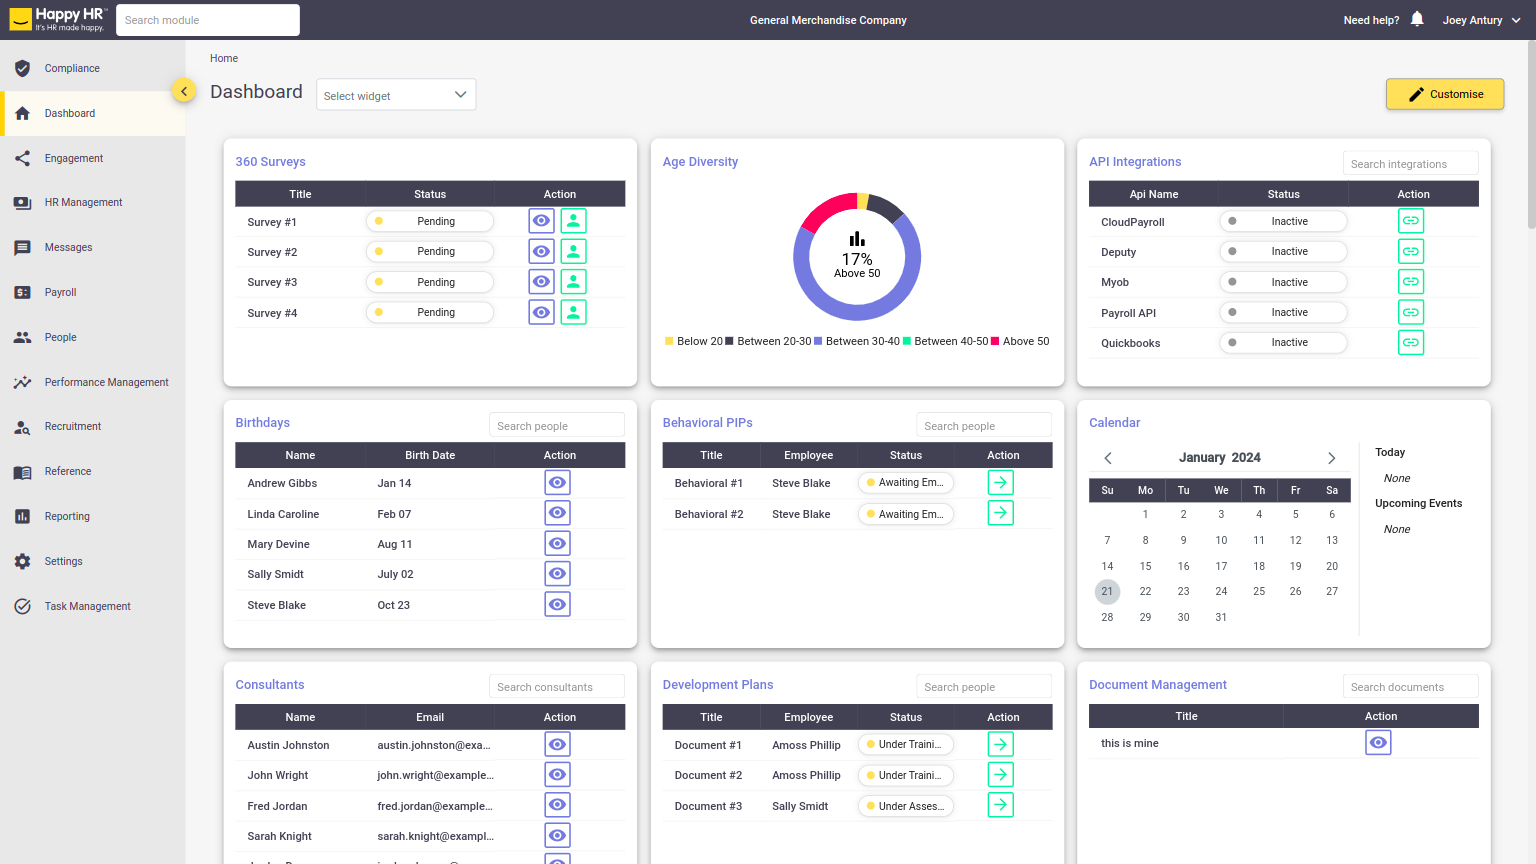 Happy HR™
It's HR made happy.
Search module
General Merchandise Company
Need help?
Joey Antury
Compliance
Dashboard
Engagement
HR Management
Messages
Payroll
People
Performance Management
Recruitment
Reference
Reporting
Settings
Task Management
Home
Dashboard
Select widget
Customise
360 Surveys
Title Status Action
Survey #1 Pending
Survey #2 Pending
Survey #3 Pending
Survey #4 Pending
Age Diversity
17%
Above 50
Below 20 Between 20-30 Between 30-40 Between 40-50 Above 50
API Integrations
Search integrations
Api Name Status Action
CloudPayroll Inactive
Deputy Inactive
Myob Inactive
Payroll API Inactive
Quickbooks Inactive
Birthdays
Search people
Name Birth Date Action
Andrew Gibbs Jan 14
Linda Caroline Feb 07
Mary Devine Aug 11
Sally Smidt July 02
Steve Blake Oct 23
Behavioral PIPs
Search people
Title Employee Status Action
Behavioral #1 Steve Blake Awaiting Em...
Behavioral #2 Steve Blake Awaiting Em...
Calendar
January 2024
Su Mo Tu We Th Fr Sa
1 2 3 4 5 6
7 8 9 10 11 12 13
14 15 16 17 18 19 20
21 22 23 24 25 26 27
28 29 30 31
Today
None
Upcoming Events
None
Consultants
Search consultants
Name Email Action
Austin Johnston austin.johnston@exa...
John Wright john.wright@example...
Fred Jordan fred.jordan@example...
Sarah Knight sarah.knight@exampl...
Development Plans
Search people
Title Employee Status Action
Document #1 Amoss Phillip Under Traini...
Document #2 Amoss Phillip Under Traini...
Document #3 Sally Smidt Under Asses...
Document Management
Search documents
Title Action
this is mine